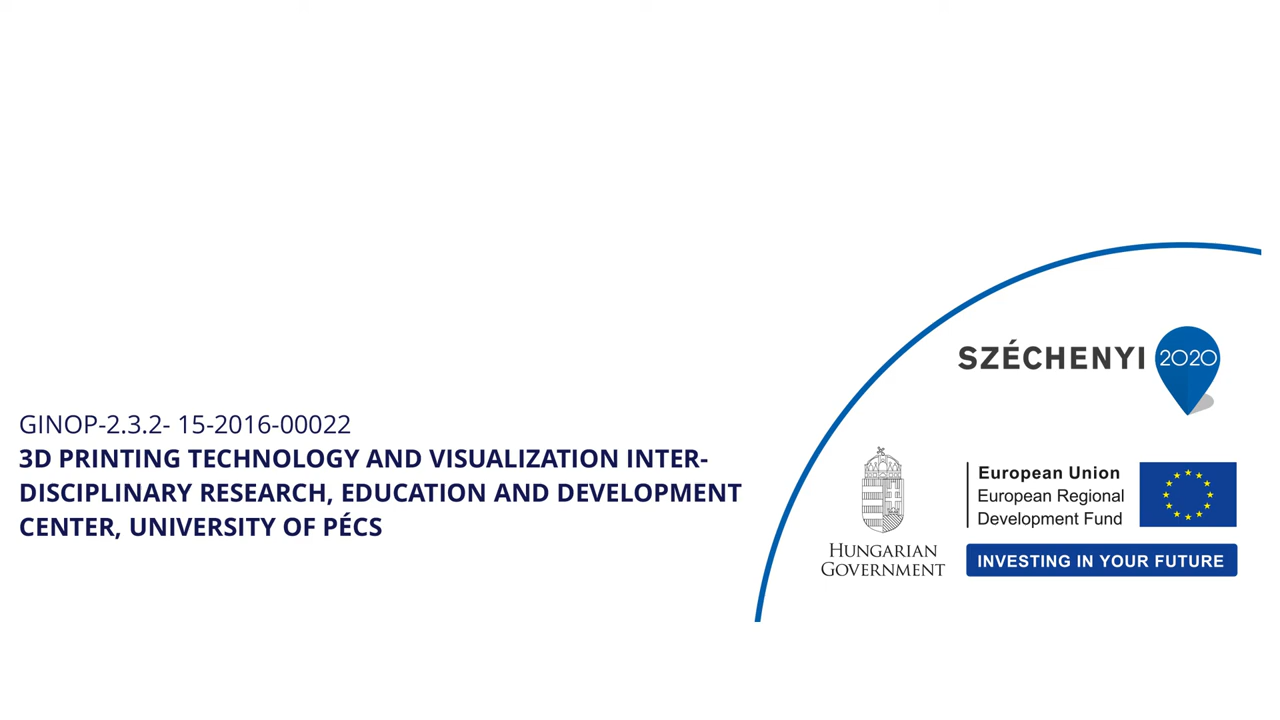 GINOP-2.3.2- 15-2016-00022
3D PRINTING TECHNOLOGY AND VISUALIZATION INTER-
DISCIPLINARY RESEARCH, EDUCATION AND DEVELOPMENT
CENTER, UNIVERSITY OF PÉCS
SZÉCHENYI 2020
HUNGARIAN
GOVERNMENT
European Union
European Regional
Development Fund
INVESTING IN YOUR FUTURE